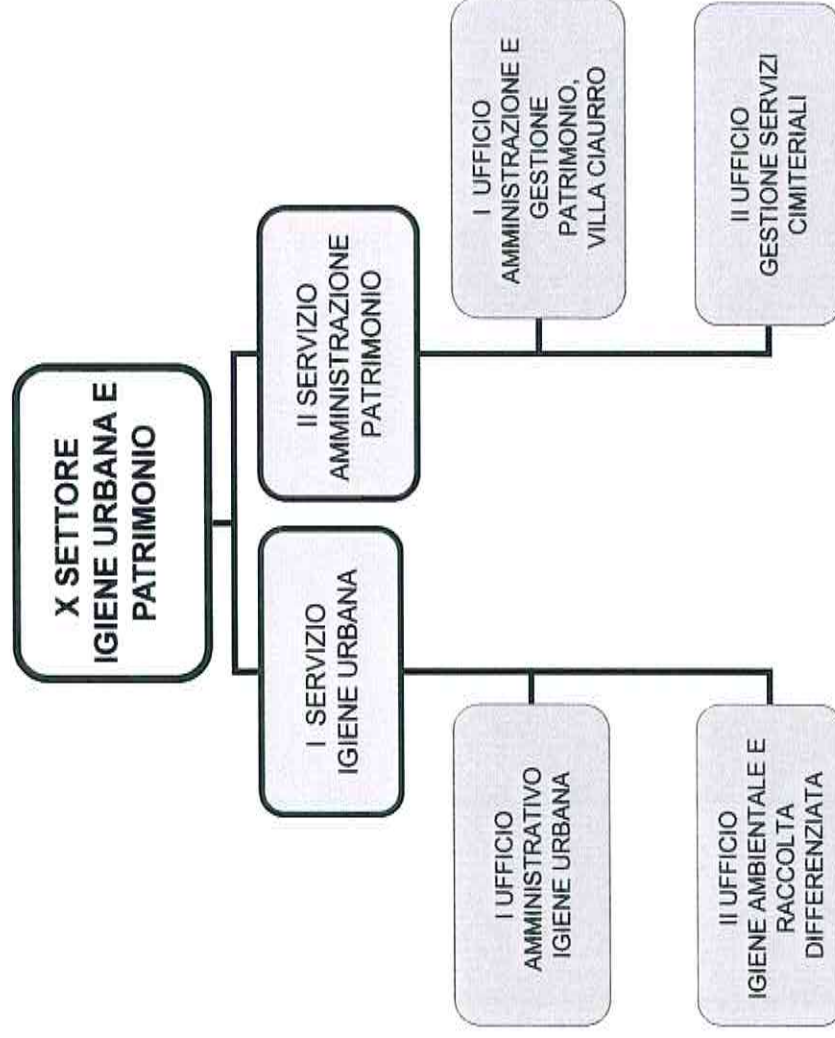 X SETTORE
IGIENE URBANA E
PATRIMONIO
I SERVIZIO
IGIENE URBANA
II SERVIZIO
AMMINISTRAZIONE
PATRIMONIO
I UFFICIO
AMMINISTRATIVO
IGIENE URBANA
II UFFICIO
IGIENE AMBIENTALE E
RACCOLTA
DIFFERENZIATA
I UFFICIO
AMMINISTRAZIONE E
GESTIONE
PATRIMONIO,
VILLA CIAURRO
II UFFICIO
GESTIONE SERVIZI
CIMITERIALI